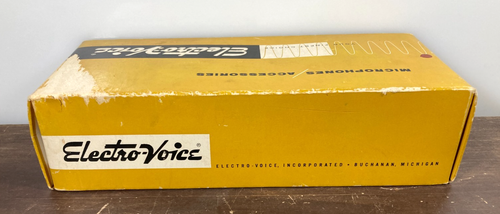 Electro-Voice
MICROPHONES / ACCESSORIES
Electro-Voice®
ELECTRO-VOICE, INCORPORATED • BUCHANAN, MICHIGAN